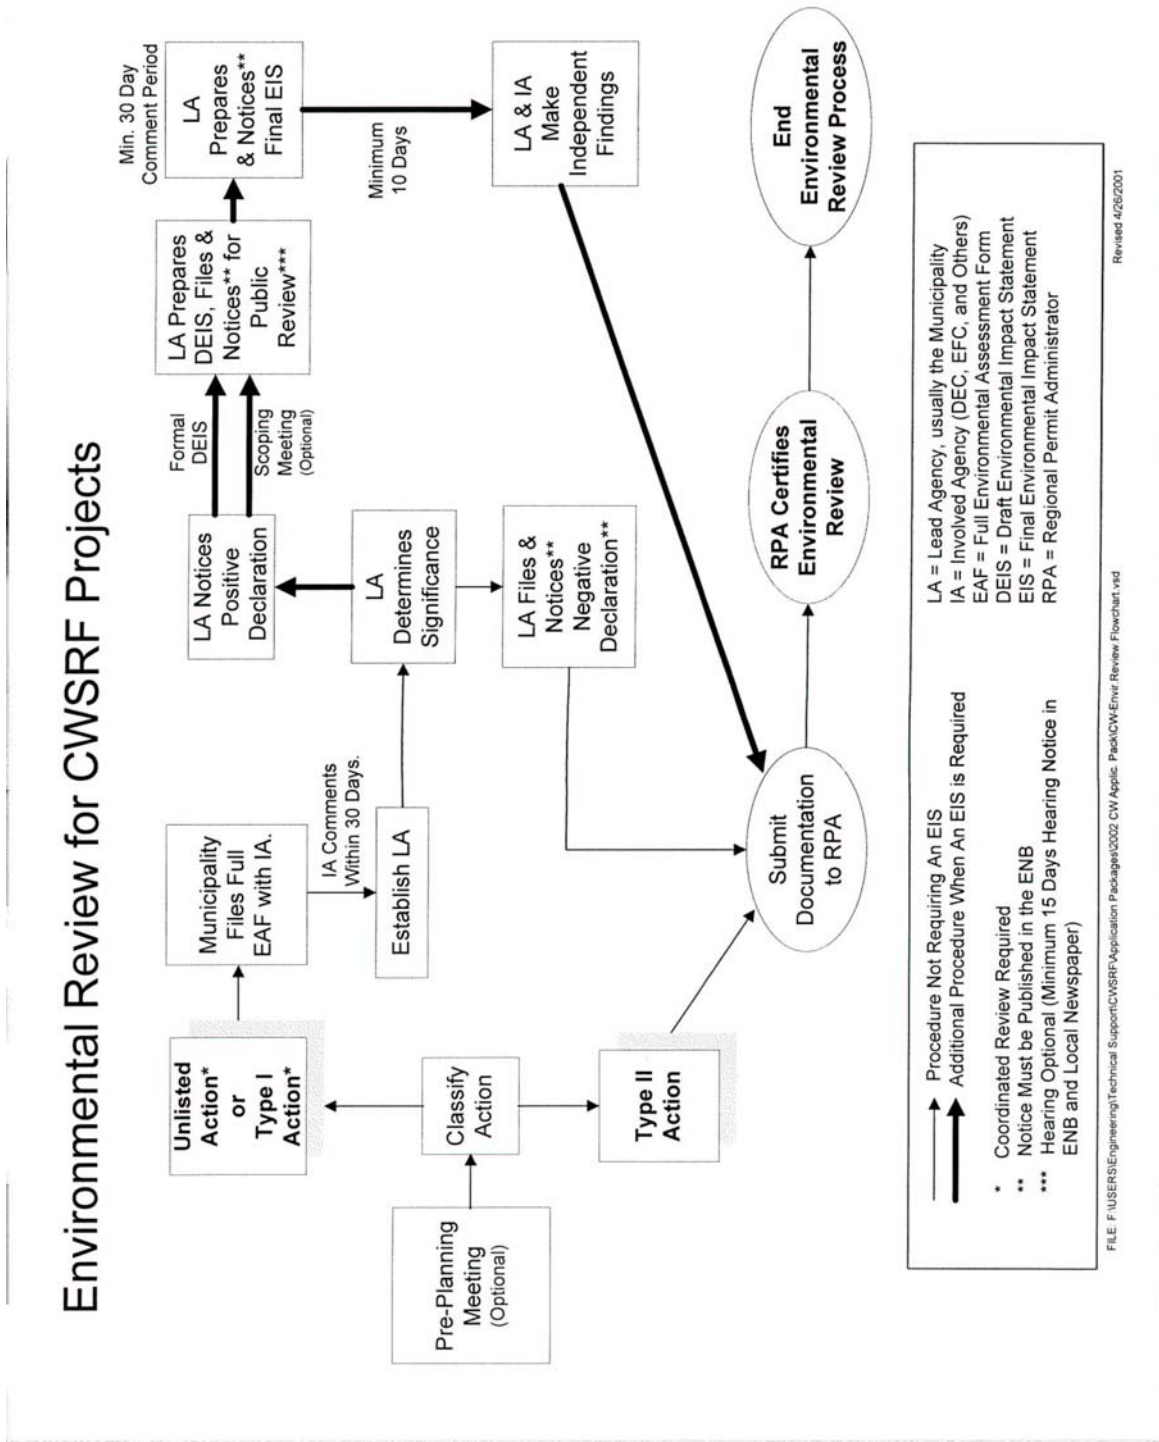 Environmental Review for CWSRF Projects
Pre-Planning
Meeting
(Optional)
Classify
Action
Unlisted
Action*
or
Type I
Action*
Type II
Action
Municipality
Files Full
EAF with IA.
IA Comments
Within 30 Days.
Establish LA
LA
Determines
Significance
LA Notices
Positive
Declaration
LA Files &
Notices**
Negative
Declaration**
Formal
DEIS
Scoping
Meeting
(Optional)
LA Prepares
DEIS, Files &
Notices** for
Public
Review***
Min. 30 Day
Comment Period
LA
Prepares
& Notices**
Final EIS
Minimum
10 Days
LA & IA
Make
Independent
Findings
Submit
Documentation
to RPA
RPA Certifies
Environmental
Review
End
Environmental
Review Process
Procedure Not Requiring An EIS
Additional Procedure When An EIS is Required
* Coordinated Review Required
** Notice Must be Published in the ENB
*** Hearing Optional (Minimum 15 Days Hearing Notice in
ENB and Local Newspaper)
LA = Lead Agency, usually the Municipality
IA = Involved Agency (DEC, EFC, and Others)
EAF = Full Environmental Assessment Form
DEIS = Draft Environmental Impact Statement
EIS = Final Environmental Impact Statement
RPA = Regional Permit Administrator
FILE: F:\USERS\Engineering\Technical Support\CWSRF\Application Packages\2002 CW Applic. Pack\CW-Envir.Review.Flowchart.vsd
Revised 4/26/2001